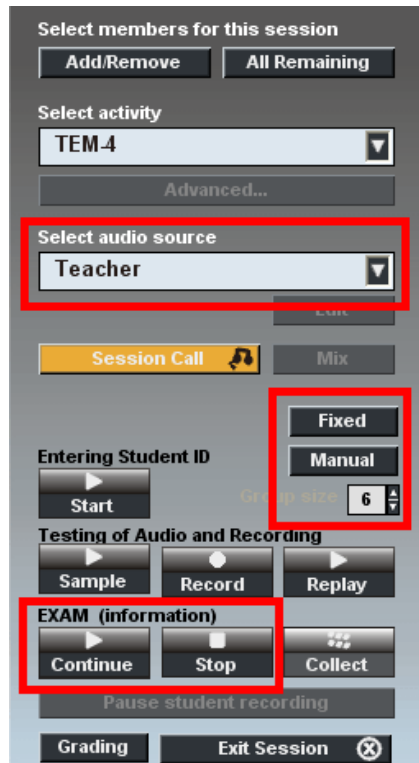 Select members for this session
Add/Remove All Remaining
Select activity
TEM-4
Advanced...
Select audio source
Teacher
Edit
Session Call Mix
Fixed
Entering Student ID Manual
Start Group size 6
Testing of Audio and Recording
Sample Record Replay
EXAM (information)
Continue Stop Collect
Pause student recording
Grading Exit Session